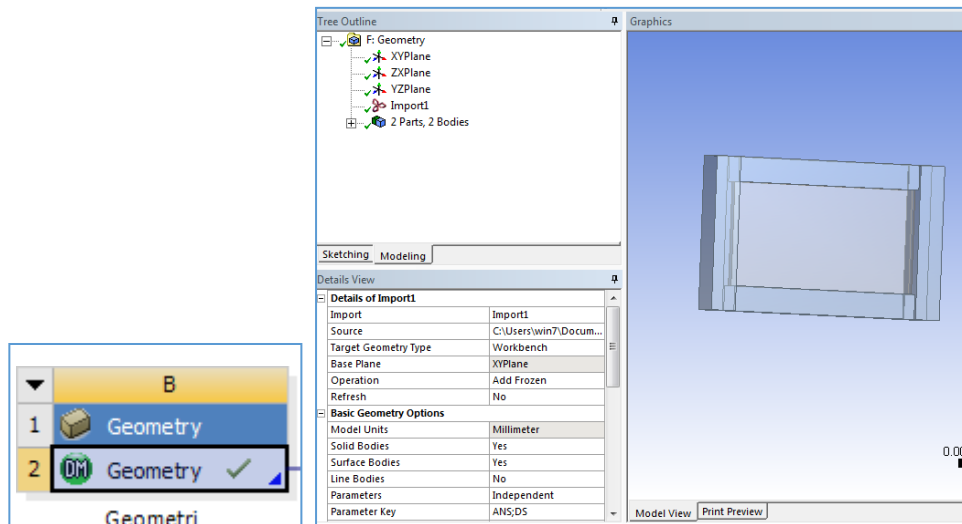 B
1 Geometry
2 DM Geometry
Geometri
Tree Outline
F: Geometry
XYPlane
ZXPlane
YZPlane
Import1
2 Parts, 2 Bodies
Sketching Modeling
Details View
Details of Import1
Import Import1
Source C:\Users\win7\Docum...
Target Geometry Type Workbench
Base Plane XYPlane
Operation Add Frozen
Refresh No
Basic Geometry Options
Model Units Millimeter
Solid Bodies Yes
Surface Bodies Yes
Line Bodies No
Parameters Independent
Parameter Key ANS;DS
Graphics
0.00
Model View Print Preview